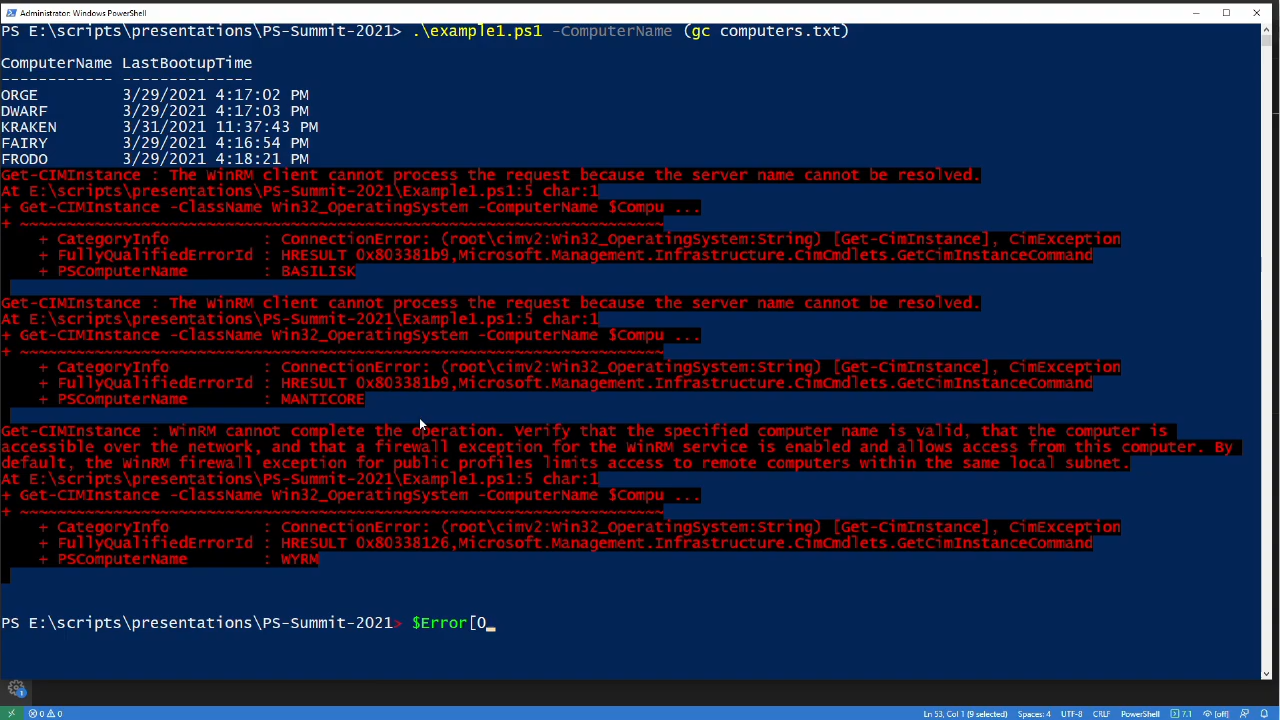 Administrator: Windows PowerShell
PS E:\scripts\presentations\PS-Summit-2021> .\example1.ps1 -ComputerName (gc computers.txt)
ComputerName LastBootupTime
------------ --------------
ORGE         3/29/2021 4:17:02 PM
DWARF        3/29/2021 4:17:03 PM
KRAKEN       3/31/2021 11:37:43 PM
FAIRY        3/29/2021 4:16:54 PM
FRODO        3/29/2021 4:18:21 PM
Get-CIMInstance : The WinRM client cannot process the request because the server name cannot be resolved.
At E:\scripts\presentations\PS-Summit-2021\Example1.ps1:5 char:1
+ Get-CIMInstance -ClassName Win32_OperatingSystem -ComputerName $Compu ...
+ ~~~~~~~~~~~~~~~~~~~~~~~~~~~~~~~~~~~~~~~~~~~~~~~~~~~~~~~~~~~~~~~~~~~~~
+ CategoryInfo          : ConnectionError: (root\cimv2:Win32_OperatingSystem:String) [Get-CimInstance], CimException
+ FullyQualifiedErrorId : HRESULT 0x803381b9,Microsoft.Management.Infrastructure.CimCmdlets.GetCimInstanceCommand
+ PSComputerName        : BASILISK
Get-CIMInstance : The WinRM client cannot process the request because the server name cannot be resolved.
At E:\scripts\presentations\PS-Summit-2021\Example1.ps1:5 char:1
+ Get-CIMInstance -ClassName Win32_OperatingSystem -ComputerName $Compu ...
+ ~~~~~~~~~~~~~~~~~~~~~~~~~~~~~~~~~~~~~~~~~~~~~~~~~~~~~~~~~~~~~~~~~~~~~
+ CategoryInfo          : ConnectionError: (root\cimv2:Win32_OperatingSystem:String) [Get-CimInstance], CimException
+ FullyQualifiedErrorId : HRESULT 0x803381b9,Microsoft.Management.Infrastructure.CimCmdlets.GetCimInstanceCommand
+ PSComputerName        : MANTICORE
Get-CIMInstance : WinRM cannot complete the operation. Verify that the specified computer name is valid, that the computer is
accessible over the network, and that a firewall exception for the WinRM service is enabled and allows access from this computer. By
default, the WinRM firewall exception for public profiles limits access to remote computers within the same local subnet.
At E:\scripts\presentations\PS-Summit-2021\Example1.ps1:5 char:1
+ Get-CIMInstance -ClassName Win32_OperatingSystem -ComputerName $Compu ...
+ ~~~~~~~~~~~~~~~~~~~~~~~~~~~~~~~~~~~~~~~~~~~~~~~~~~~~~~~~~~~~~~~~~~~~~
+ CategoryInfo          : ConnectionError: (root\cimv2:Win32_OperatingSystem:String) [Get-CimInstance], CimException
+ FullyQualifiedErrorId : HRESULT 0x80338126,Microsoft.Management.Infrastructure.CimCmdlets.GetCimInstanceCommand
+ PSComputerName        : WYRM
PS E:\scripts\presentations\PS-Summit-2021> $Error[0_
1
0 0 Ln 53, Col 1 (9 selected) Spaces: 4 UTF-8 CRLF PowerShell 7.1 [off]